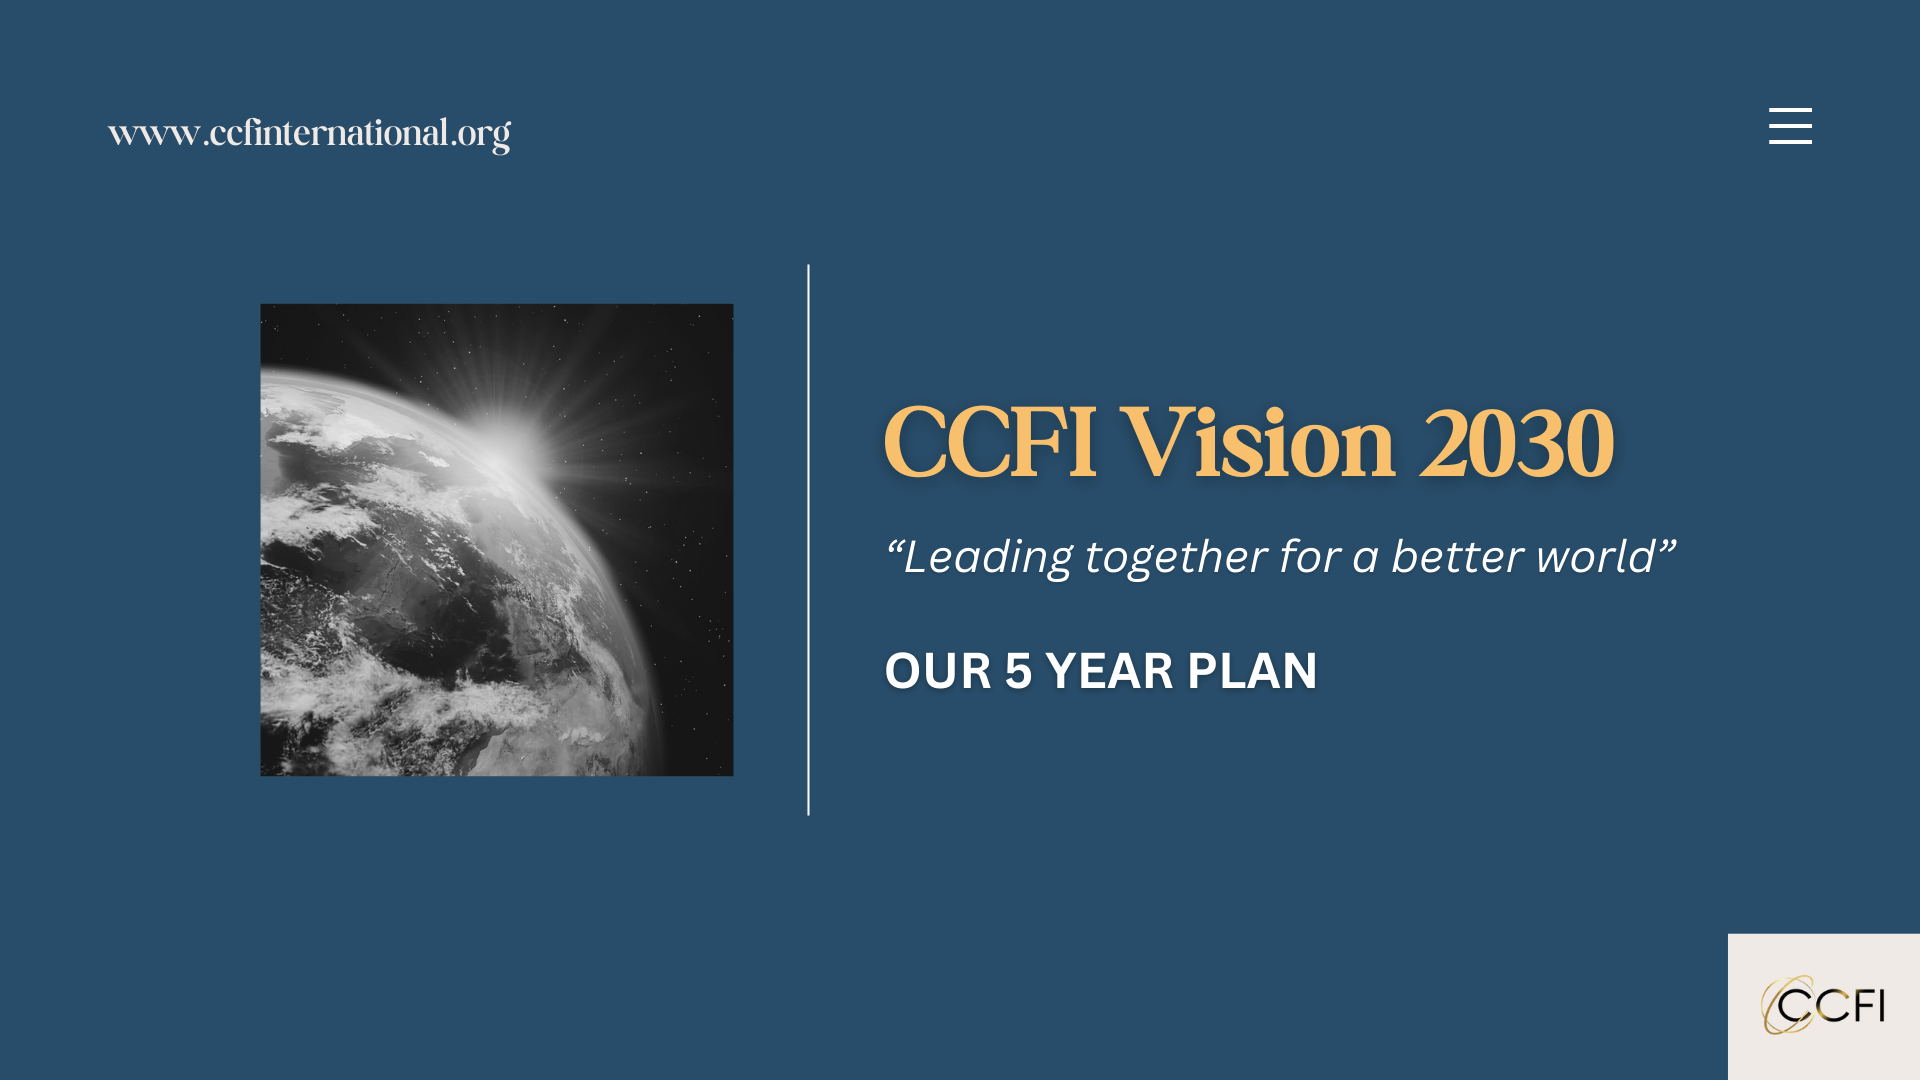 www.ccfinternational.org
CCFI Vision 2030
“Leading together for a better world”
OUR 5 YEAR PLAN
CCFI